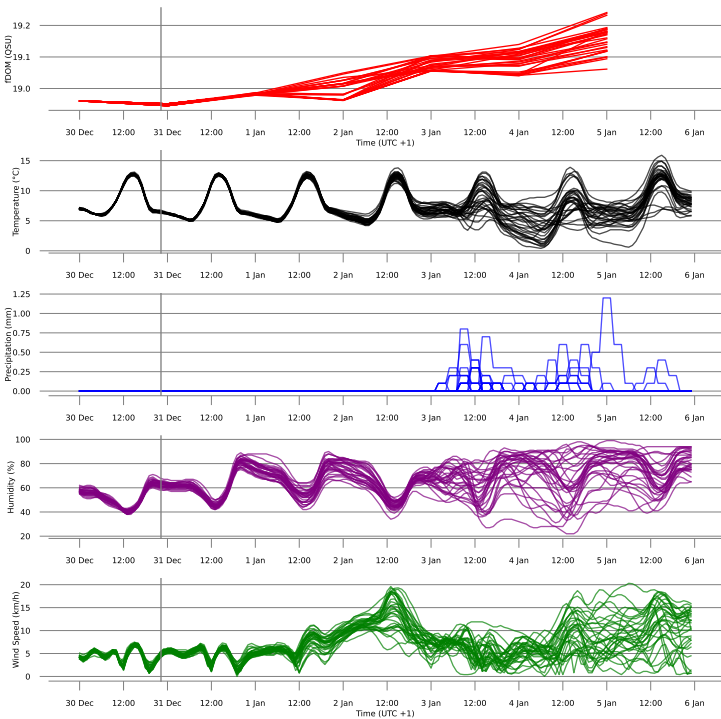 fDOM (QSU)
19.2
19.1
19.0
30 Dec 12:00 31 Dec 12:00 1 Jan 12:00 2 Jan 12:00 3 Jan 12:00 4 Jan 12:00 5 Jan 12:00 6 Jan
Time (UTC +1)
Temperature (°C)
15
10
5
0
30 Dec 12:00 31 Dec 12:00 1 Jan 12:00 2 Jan 12:00 3 Jan 12:00 4 Jan 12:00 5 Jan 12:00 6 Jan
Precipitation (mm)
1.25
1.00
0.75
0.50
0.25
0.00
30 Dec 12:00 31 Dec 12:00 1 Jan 12:00 2 Jan 12:00 3 Jan 12:00 4 Jan 12:00 5 Jan 12:00 6 Jan
Humidity (%)
100
80
60
40
20
30 Dec 12:00 31 Dec 12:00 1 Jan 12:00 2 Jan 12:00 3 Jan 12:00 4 Jan 12:00 5 Jan 12:00 6 Jan
Wind Speed (km/h)
20
15
10
5
0
30 Dec 12:00 31 Dec 12:00 1 Jan 12:00 2 Jan 12:00 3 Jan 12:00 4 Jan 12:00 5 Jan 12:00 6 Jan
Time (UTC +1)